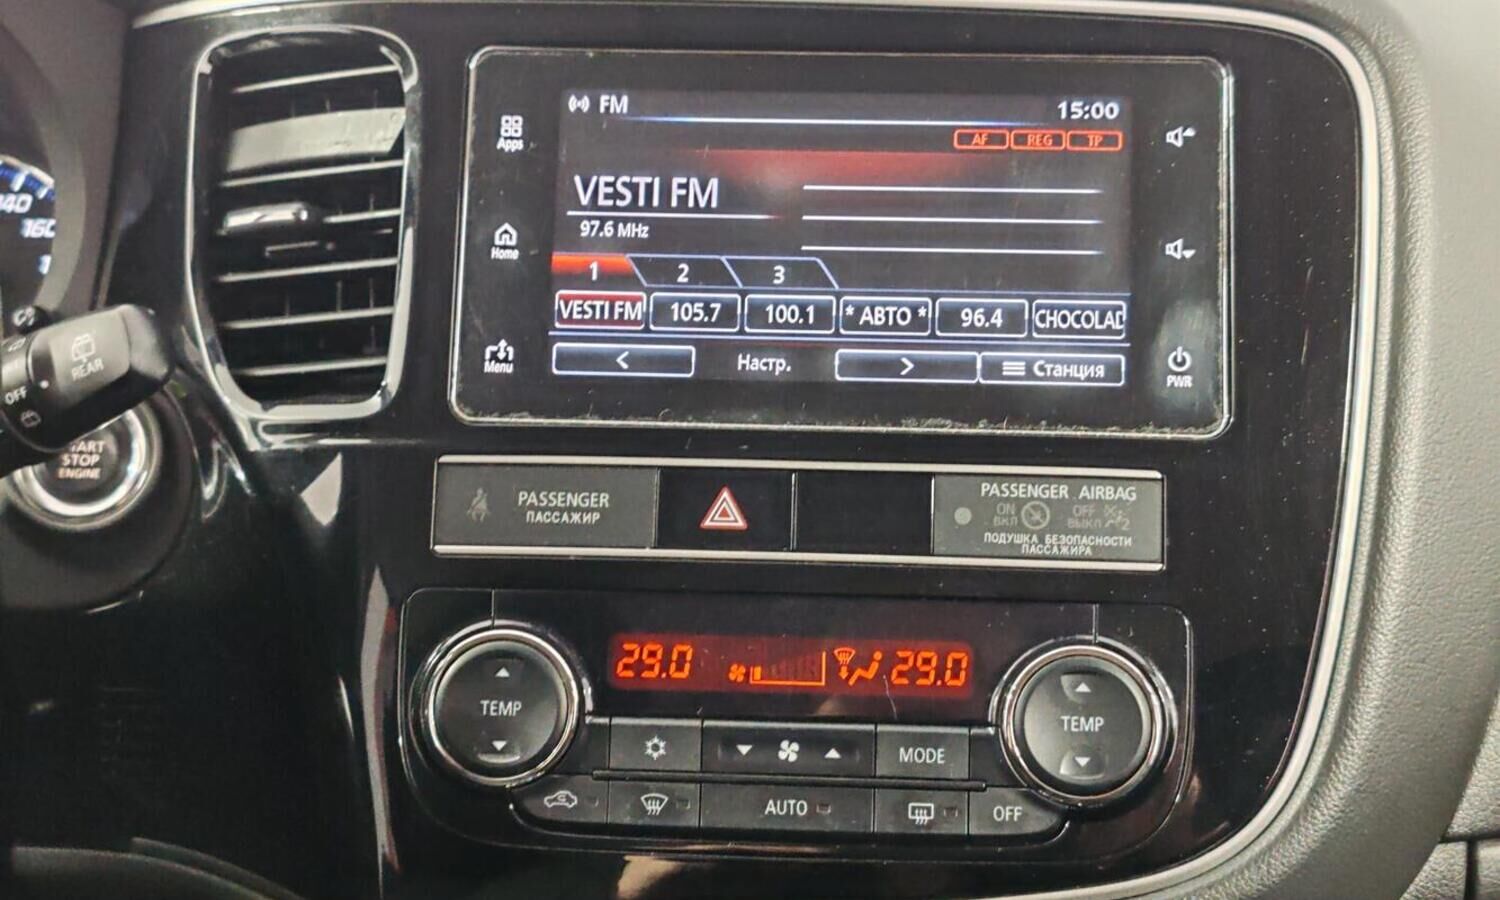 FM
15:00
Apps
AF REG TP
VESTI FM
97.6 MHz
Home
1 2 3
VESTI FM 105.7 100.1 * АВТО * 96.4 CHOCOLAD
Menu
< Настр. > Станция
PWR
160
REAR
OFF
START
STOP
ENGINE
PASSENGER
ПАССАЖИР
PASSENGER AIRBAG
ON OFF
ВКЛ ВЫКЛ 2
ПОДУШКА БЕЗОПАСНОСТИ
ПАССАЖИРА
29.0 29.0
TEMP
TEMP
MODE
AUTO
OFF